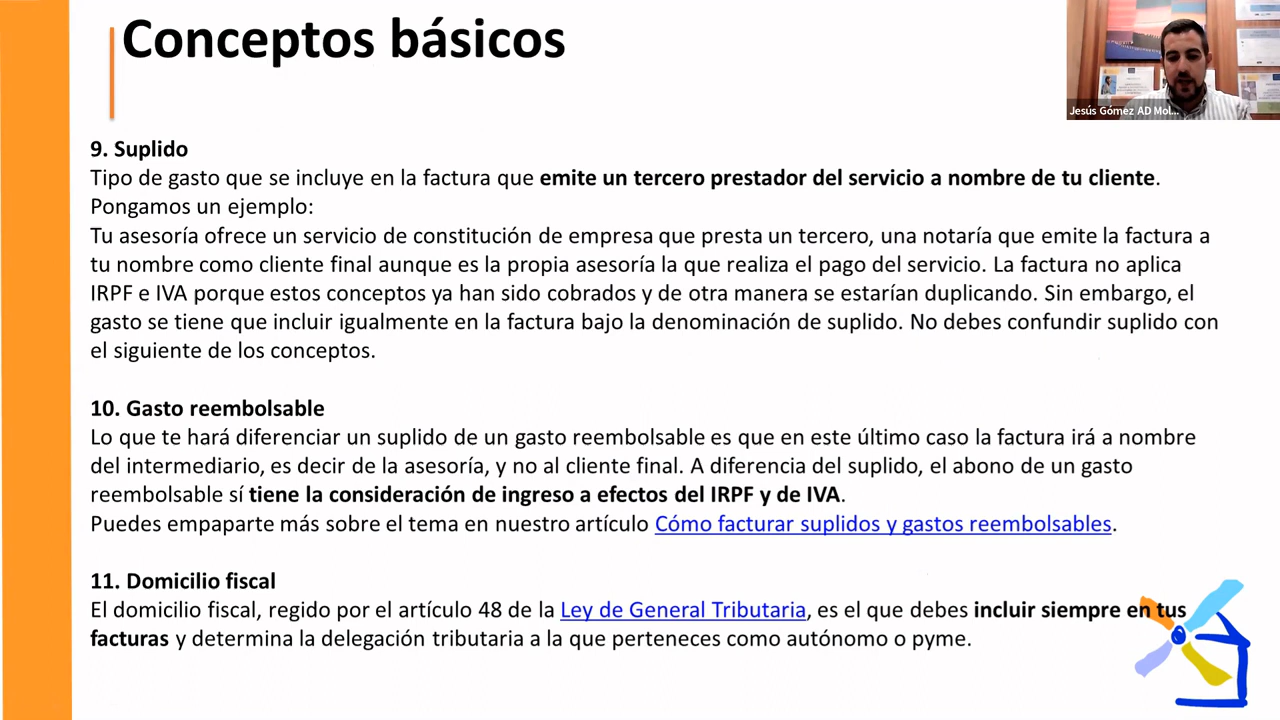 Conceptos básicos
Jesús Gómez AD Mol...
9. Suplido
Tipo de gasto que se incluye en la factura que emite un tercero prestador del servicio a nombre de tu cliente.
Pongamos un ejemplo:
Tu asesoría ofrece un servicio de constitución de empresa que presta un tercero, una notaría que emite la factura a
tu nombre como cliente final aunque es la propia asesoría la que realiza el pago del servicio. La factura no aplica
IRPF e IVA porque estos conceptos ya han sido cobrados y de otra manera se estarían duplicando. Sin embargo, el
gasto se tiene que incluir igualmente en la factura bajo la denominación de suplido. No debes confundir suplido con
el siguiente de los conceptos.
10. Gasto reembolsable
Lo que te hará diferenciar un suplido de un gasto reembolsable es que en este último caso la factura irá a nombre
del intermediario, es decir de la asesoría, y no al cliente final. A diferencia del suplido, el abono de un gasto
reembolsable sí tiene la consideración de ingreso a efectos del IRPF y de IVA.
Puedes empaparte más sobre el tema en nuestro artículo Cómo facturar suplidos y gastos reembolsables.
11. Domicilio fiscal
El domicilio fiscal, regido por el artículo 48 de la Ley de General Tributaria, es el que debes incluir siempre en tus
facturas y determina la delegación tributaria a la que perteneces como autónomo o pyme.